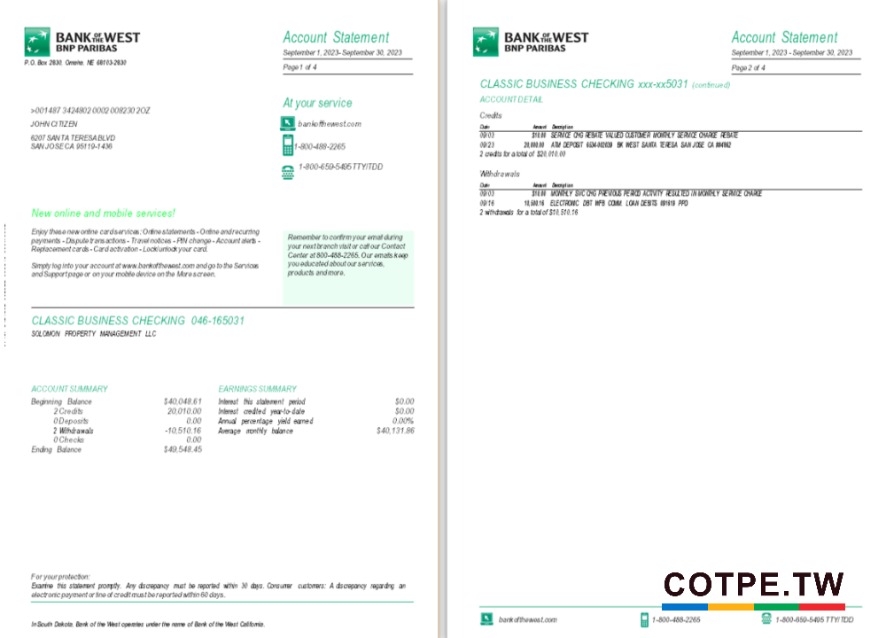 BANK OF THE WEST
BNP PARIBAS
P.O. Box 2830, Omaha, NE 68103-2830
Account Statement
September 1, 2023- September 30, 2023
Page 1 of 4
>001487 3424802 0002 008230 2OZ
JOHN CITIZEN
6207 SANTA TERESA BLVD
SAN JOSE CA 95119-1436
At your service
bankofthewest.com
1-800-488-2265
1-800-659-5495 TTY/TDD
New online and mobile services!
Enjoy these new online card services: Online statements - Online and recurring
payments - Dispute transactions - Travel notices - PIN change - Account alerts -
Replacement cards - Card activation - Lock/unlock your card.
Simply log into your account at www.bankofthewest.com and go to the Services
and Support page or on your mobile device on the More screen.
Remember to confirm your email during
your next branch visit or call our Contact
Center at 800-488-2265. Our emails keep
you educated about our services,
products and more.
CLASSIC BUSINESS CHECKING 046-165031
SOLOMON PROPERTY MANAGEMENT LLC
ACCOUNT SUMMARY
Beginning Balance $40,048.61
2 Credits 20,010.00
0 Deposits 0.00
2 Withdrawals -10,510.16
0 Checks 0.00
Ending Balance $49,548.45
EARNINGS SUMMARY
Interest this statement period $0.00
Interest credited year-to-date $0.00
Annual percentage yield earned 0.00%
Average monthly balance $40,131.86
For your protection:
Examine this statement promptly. Any discrepancy must be reported within 30 days. Consumer customers: A discrepancy regarding an
electronic payment or line of credit must be reported within 60 days.
In South Dakota, Bank of the West operates under the name of Bank of the West California.
BANK OF THE WEST
BNP PARIBAS
Account Statement
September 1, 2023 - September 30, 2023
Page 2 of 4
CLASSIC BUSINESS CHECKING xxx-xx5031 (continued)
ACCOUNT DETAIL
Credits
Date Amount Description
09/03 $10.00 SERVICE CHG REBATE VALUED CUSTOMER MONTHLY SERVICE CHARGE REBATE
09/23 20,000.00 ATM DEPOSIT BK WEST SANTA TERESA SAN JOSE CA
2 credits for a total of $20,010.00
Withdrawals
Date Amount Description
09/03 $10.00 MONTHLY SVC CHG PREVIOUS PERIOD ACTIVITY RESULTED IN MONTHLY SERVICE CHARGE
09/16 10,500.16 ELECTRONIC DBT WFB COMM. LOAN DEBITS PPD
2 withdrawals for a total of $10,510.16
COTPE.TW
bankofthewest.com
1-800-488-2265
1-800-659-5495 TTY/TDD